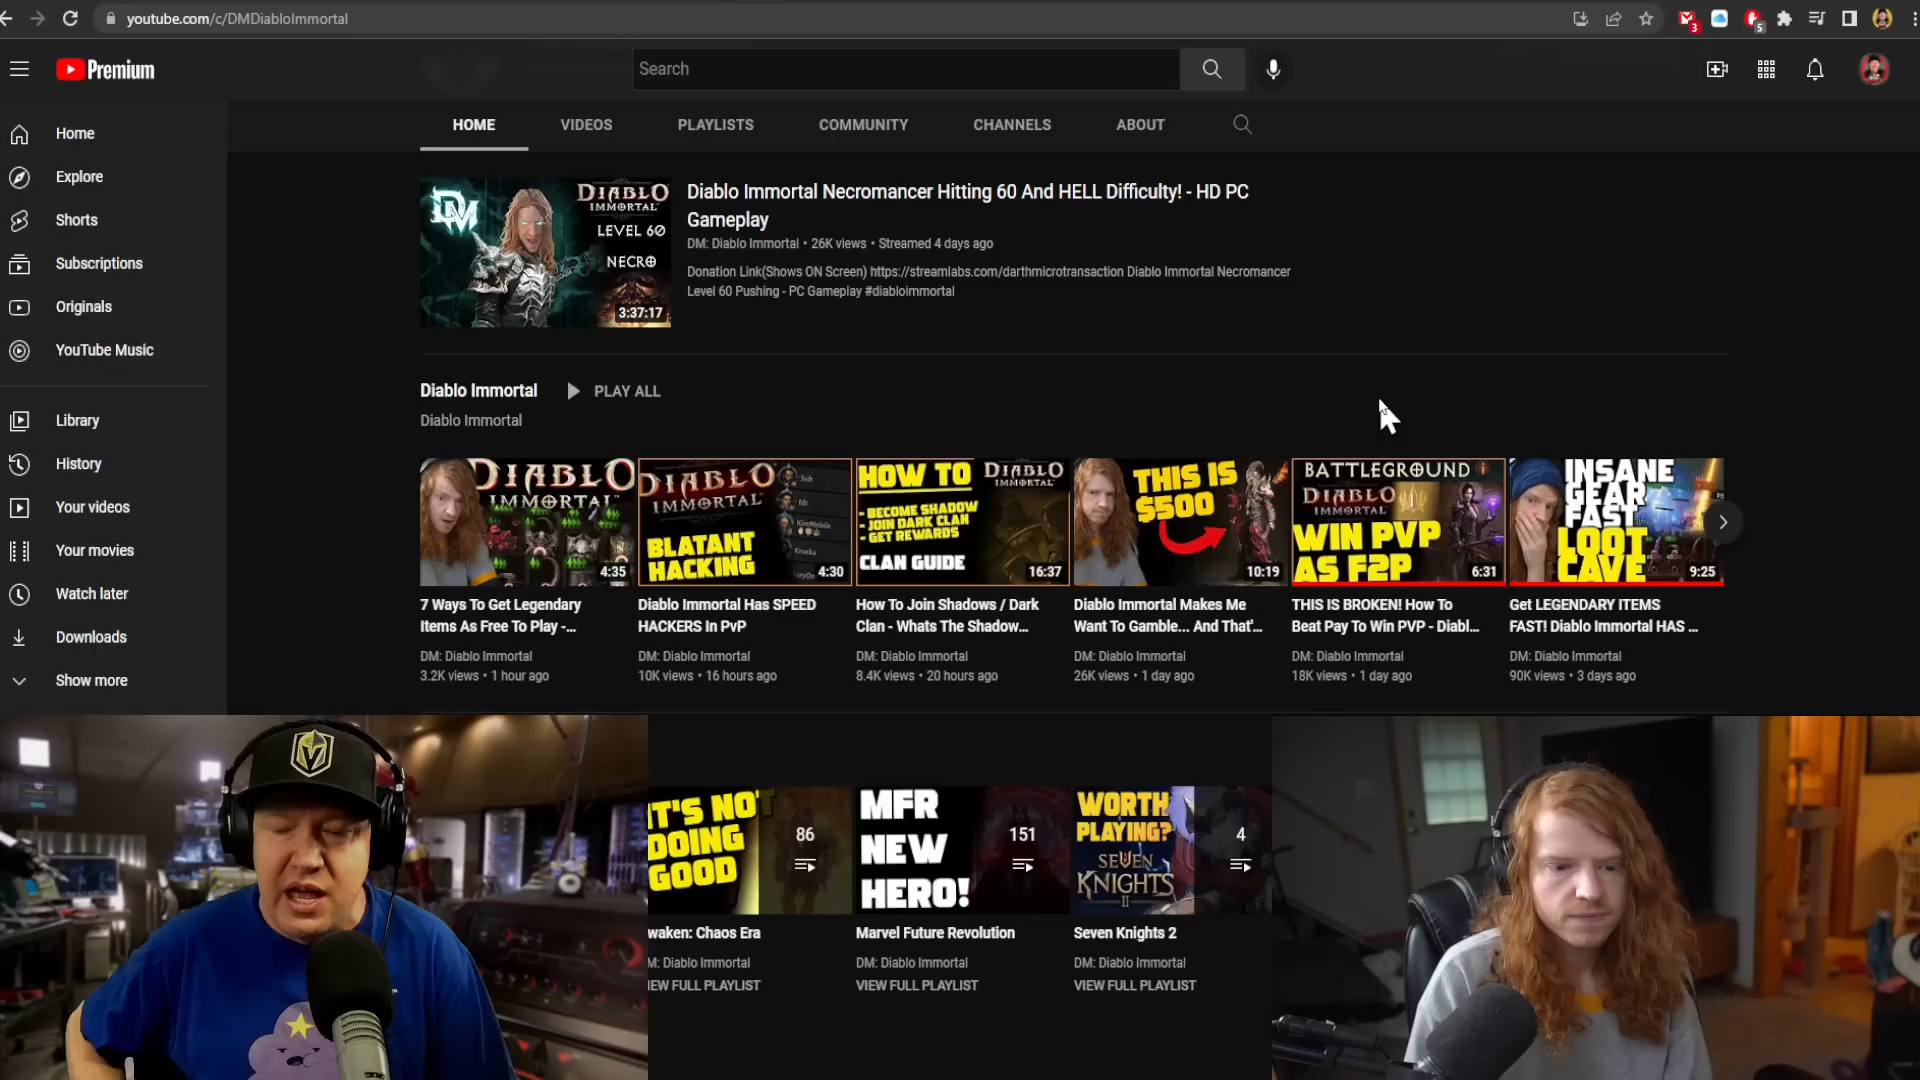 youtube.com/c/DMDiabloImmortal
3
5
Premium
Search
Home
Explore
Shorts
Subscriptions
Originals
YouTube Music
Library
History
Your videos
Your movies
Watch later
Downloads
Show more
HOME VIDEOS PLAYLISTS COMMUNITY CHANNELS ABOUT
DM
DIABLO
IMMORTAL
LEVEL 60
NECRO
3:37:17
Diablo Immortal Necromancer Hitting 60 And HELL Difficulty! - HD PC
Gameplay
DM: Diablo Immortal • 26K views • Streamed 4 days ago
Donation Link(Shows ON Screen) https://streamlabs.com/darthmicrotransaction Diablo Immortal Necromancer
Level 60 Pushing - PC Gameplay #diabloimmortal
Diablo Immortal PLAY ALL
Diablo Immortal
DIABLO
IMMORTAL
4:35
7 Ways To Get Legendary
Items As Free To Play -...
DM: Diablo Immortal
3.2K views • 1 hour ago
DIABLO
IMMORTAL
BLATANT
HACKING
4:30
Diablo Immortal Has SPEED
HACKERS In PvP
DM: Diablo Immortal
10K views • 16 hours ago
HOW TO
DIABLO
IMMORTAL
- BECOME SHADOW
- JOIN DARK CLAN
- GET REWARDS
CLAN GUIDE
16:37
How To Join Shadows / Dark
Clan - Whats The Shadow...
DM: Diablo Immortal
8.4K views • 20 hours ago
THIS IS
$500
10:19
Diablo Immortal Makes Me
Want To Gamble... And That'...
DM: Diablo Immortal
26K views • 1 day ago
BATTLEGROUND
DIABLO
IMMORTAL
WIN PVP
AS F2P
6:31
THIS IS BROKEN! How To
Beat Pay To Win PVP - Diabl...
DM: Diablo Immortal
18K views • 1 day ago
INSANE
GEAR
FAST
LOOT
CAVE
9:25
Get LEGENDARY ITEMS
FAST! Diablo Immortal HAS ...
DM: Diablo Immortal
90K views • 3 days ago
IT'S NOT
DOING
GOOD
86
waken: Chaos Era
M: Diablo Immortal
IEW FULL PLAYLIST
MFR
NEW
HERO!
151
Marvel Future Revolution
DM: Diablo Immortal
VIEW FULL PLAYLIST
WORTH
PLAYING?
SEVEN
KNIGHTS
II
4
Seven Knights 2
DM: Diablo Immortal
VIEW FULL PLAYLIST